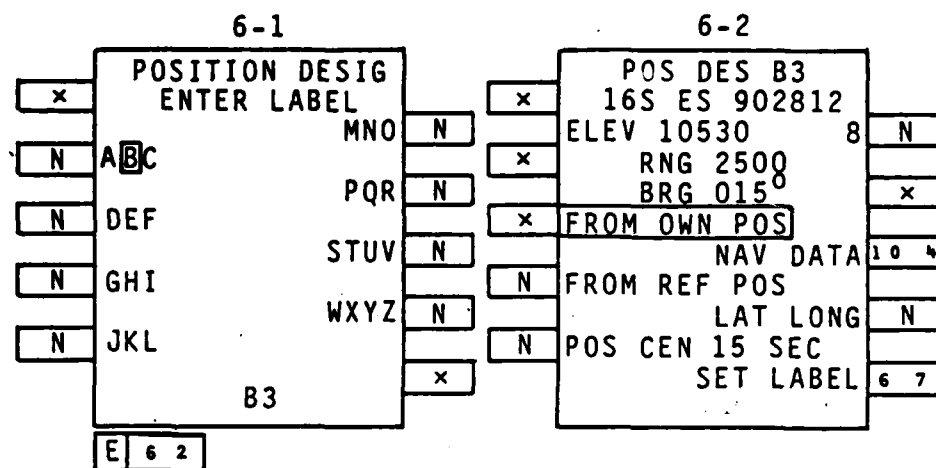 6-1
POSITION DESIG
ENTER LABEL
×
MNO N
N ABC
PQR N
N DEF
STUV N
N GHI
WXYZ N
N JKL
×
B3
E 6 2
6-2
POS DES B3
× 16S ES 902812
ELEV 10530 8 N
× RNG 2500
BRG 015° ×
× FROM OWN POS
NAV DATA 10 4
N FROM REF POS
LAT LONG N
N POS CEN 15 SEC
SET LABEL 6 7